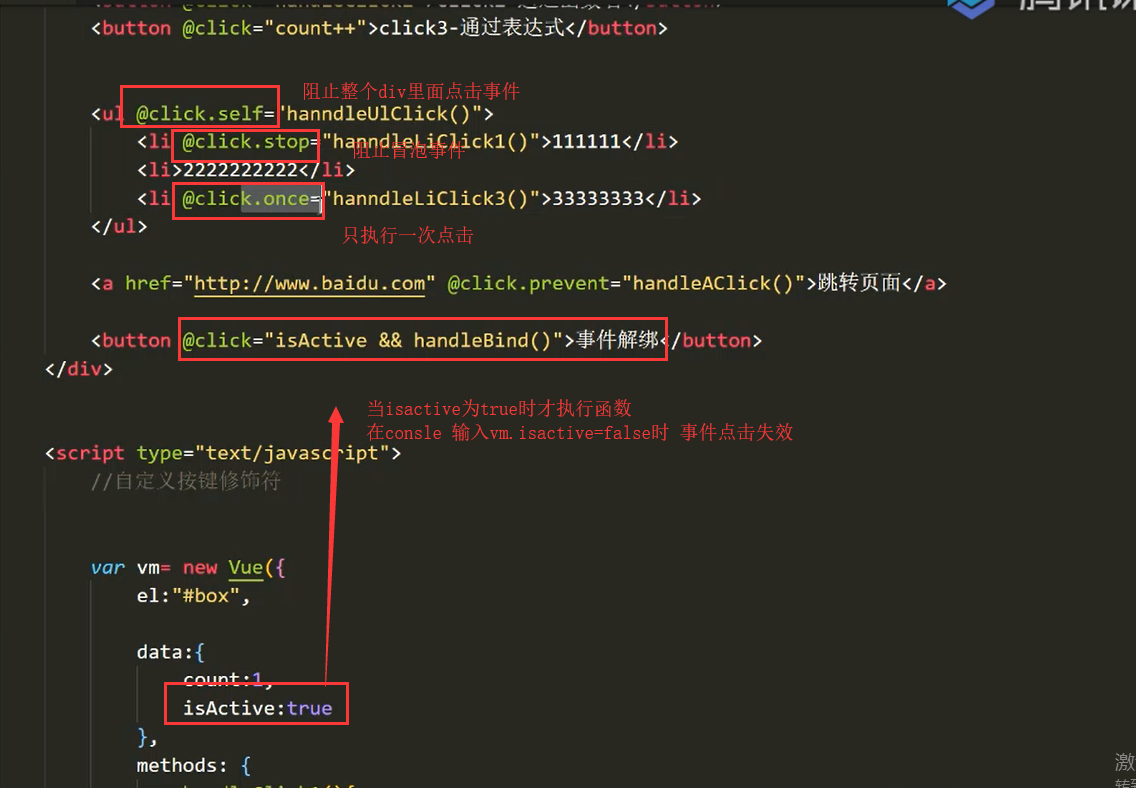 <button @click="count++">click3-通过表达式</button>
阻止整个div里面点击事件
<ul @click.self="hanndleUlClick()">
<li @click.stop="hanndleLiClick1()">111111</li>
阻止冒泡事件
<li>2222222222</li>
<li @click.once="hanndleLiClick3()">33333333</li>
</ul>
只执行一次点击
<a href="http://www.baidu.com" @click.prevent="handleAClick()">跳转页面</a>
<button @click="isActive && handleBind()">事件解绑</button>
</div>
当isactive为true时才执行函数
在consle 输入vm.isactive=false时 事件点击失效
<script type="text/javascript">
//自定义按键修饰符
var vm= new Vue({
el:"#box",
data:{
count:1,
isActive:true
},
methods: {